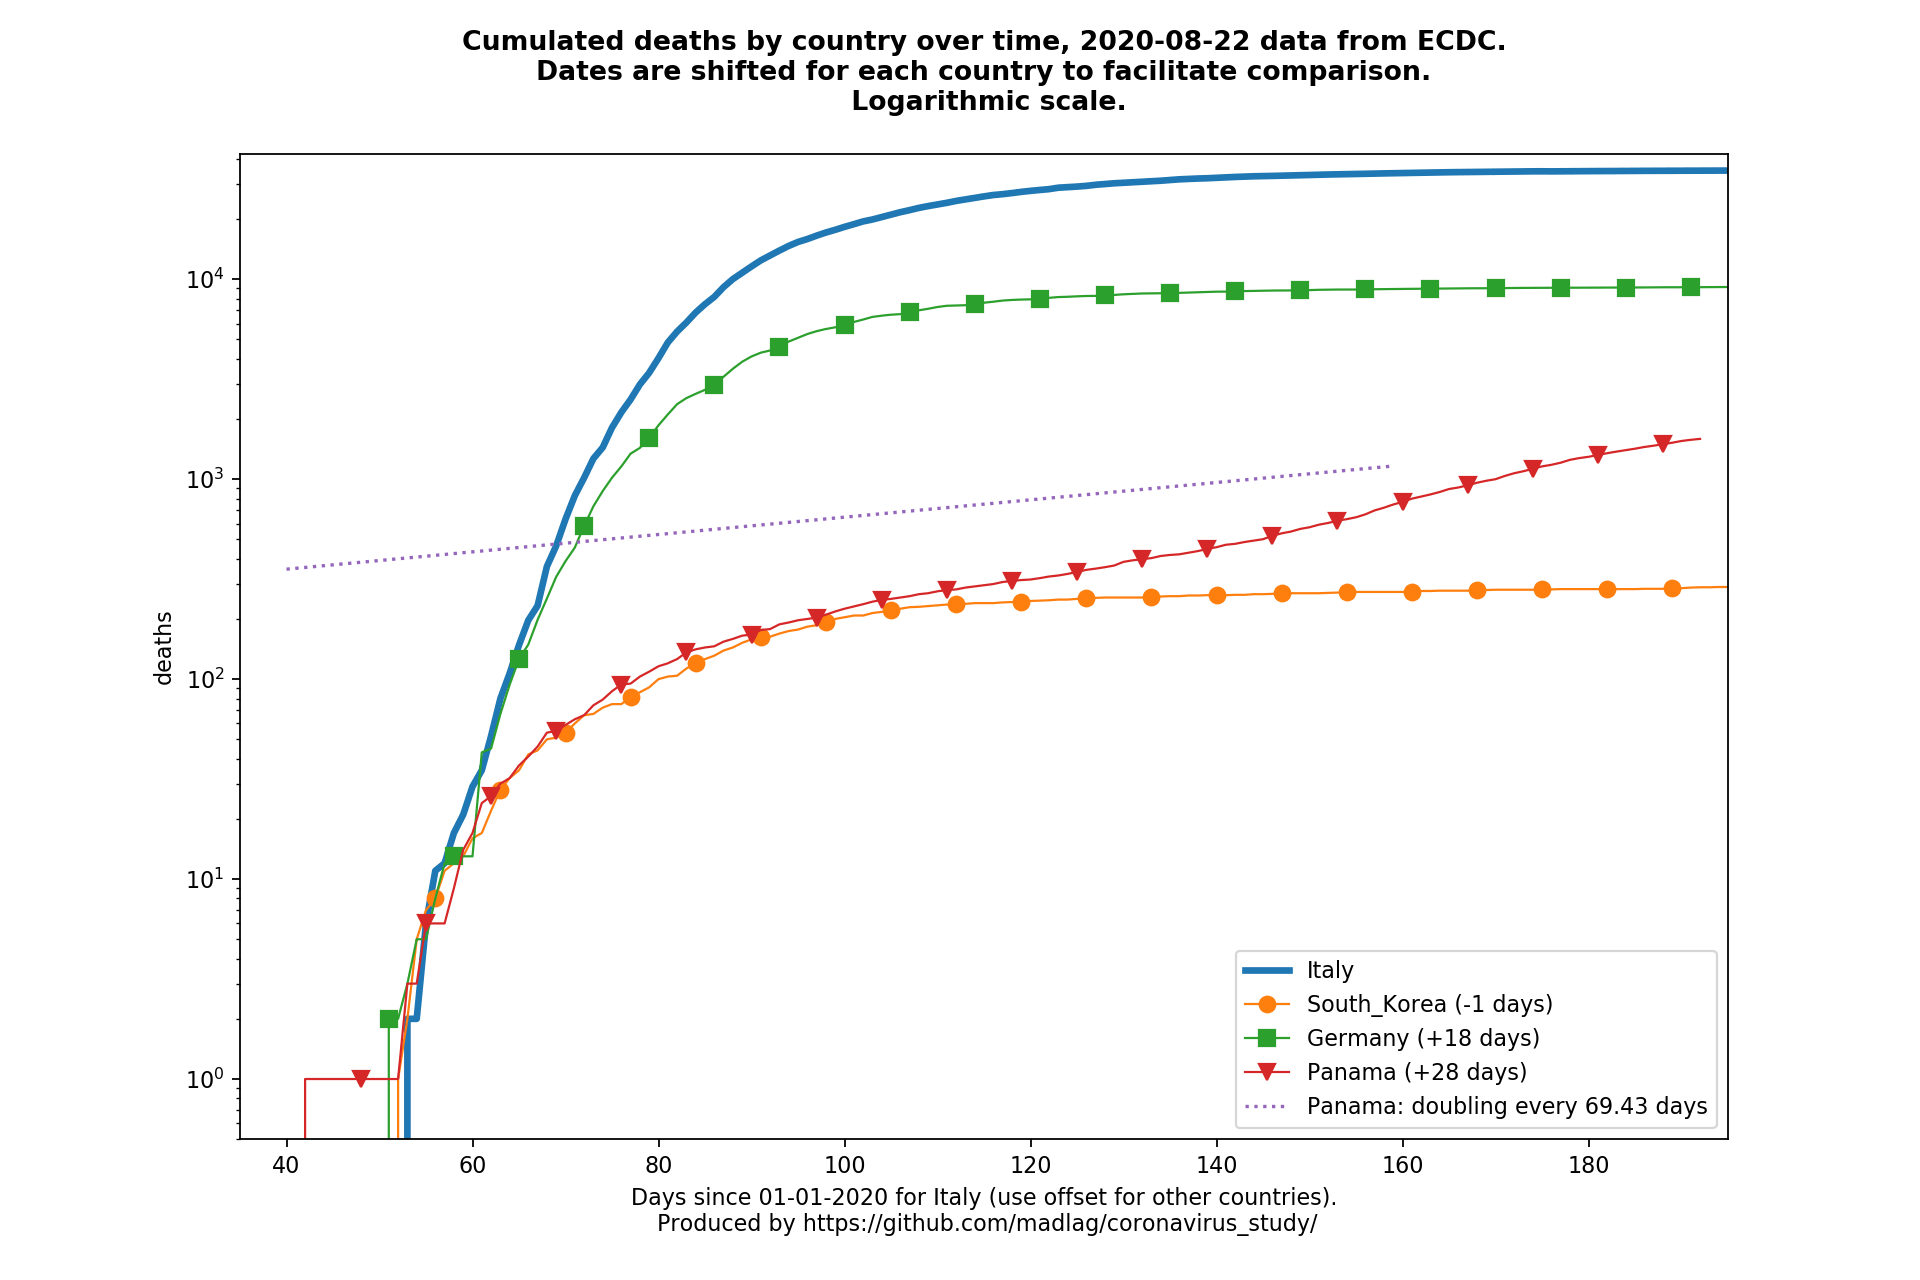 Cumulated deaths by country over time, 2020-08-22 data from ECDC.
Dates are shifted for each country to facilitate comparison.
Logarithmic scale.
deaths
10^4
10^3
10^2
10^1
10^0
Italy
South_Korea (-1 days)
Germany (+18 days)
Panama (+28 days)
Panama: doubling every 69.43 days
40 60 80 100 120 140 160 180
Days since 01-01-2020 for Italy (use offset for other countries).
Produced by https://github.com/madlag/coronavirus_study/